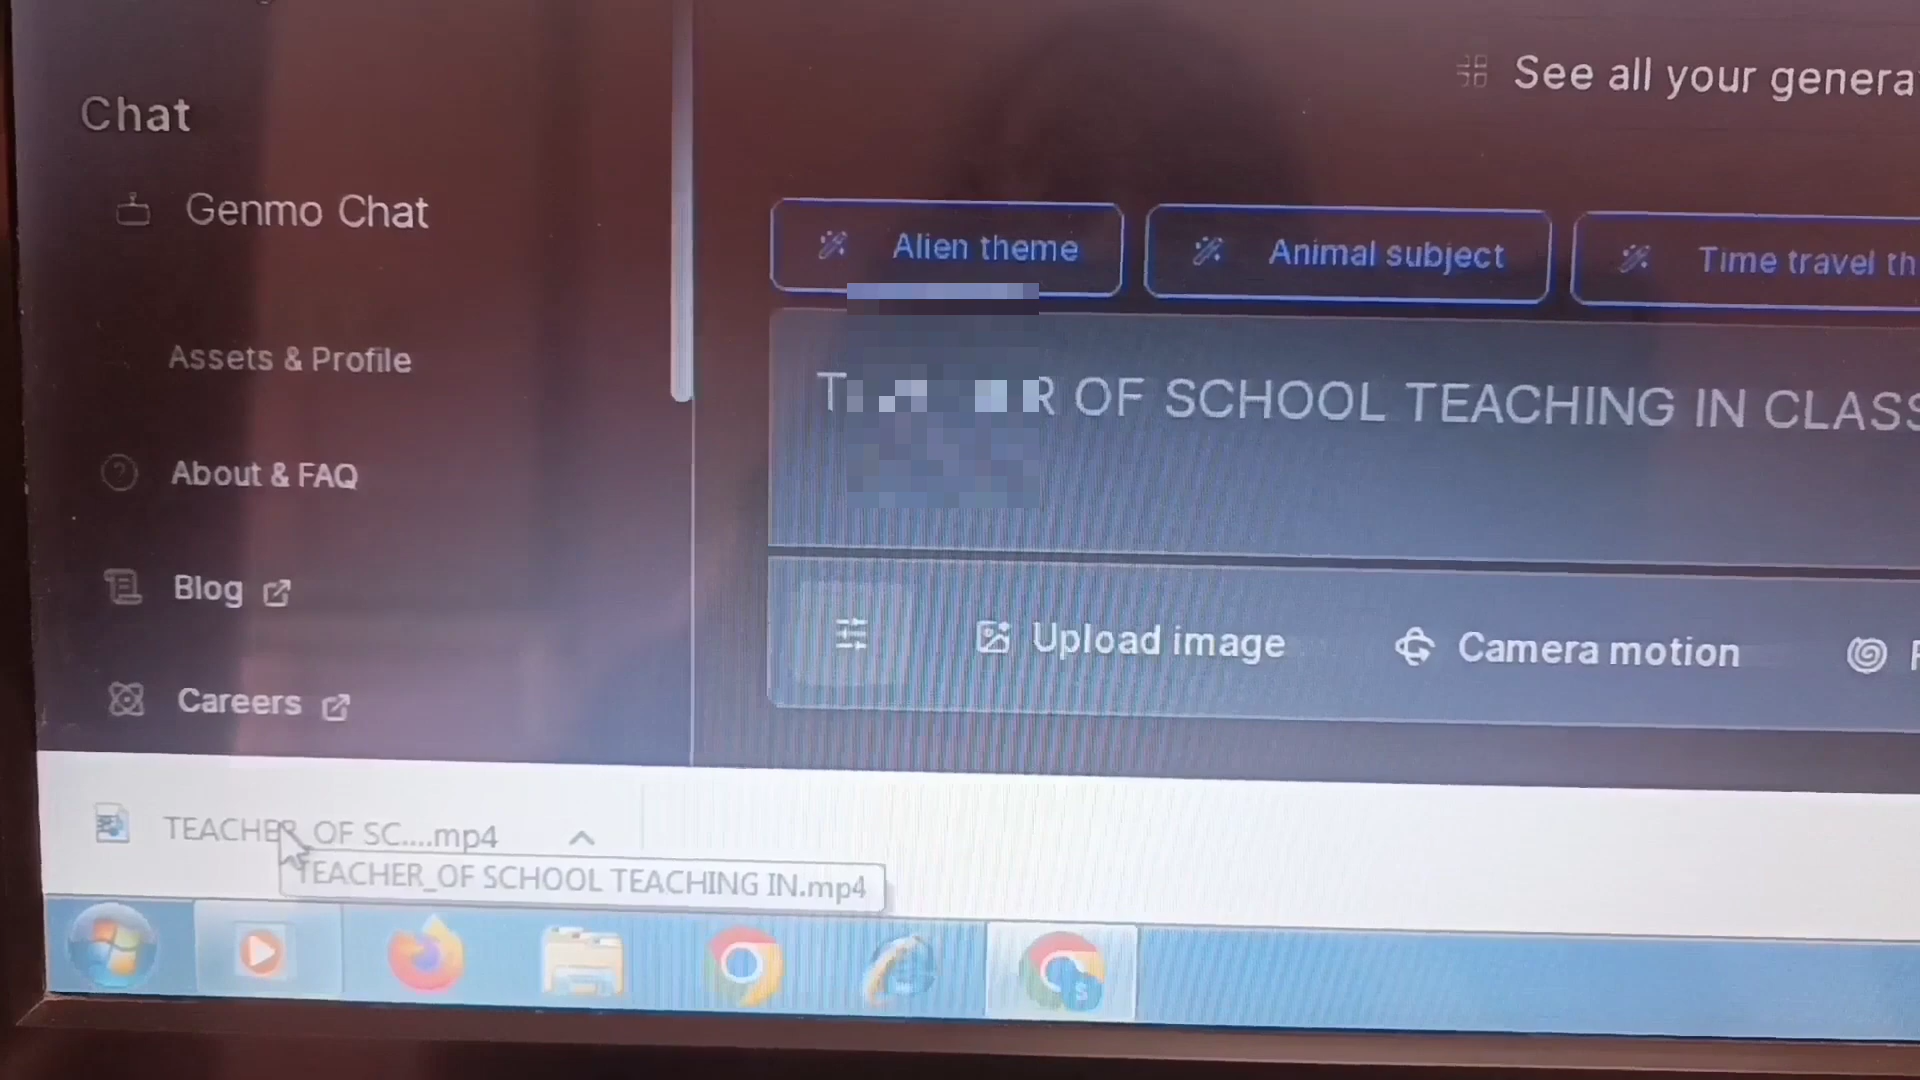 Chat
See all your genera
Genmo Chat
Alien theme
Animal subject
Time travel th
Assets & Profile
OF SCHOOL TEACHING IN CLASS
About & FAQ
Blog
Upload image
Camera motion
Careers
TEACHER_OF SC....mp4
TEACHER_OF SCHOOL TEACHING IN.mp4